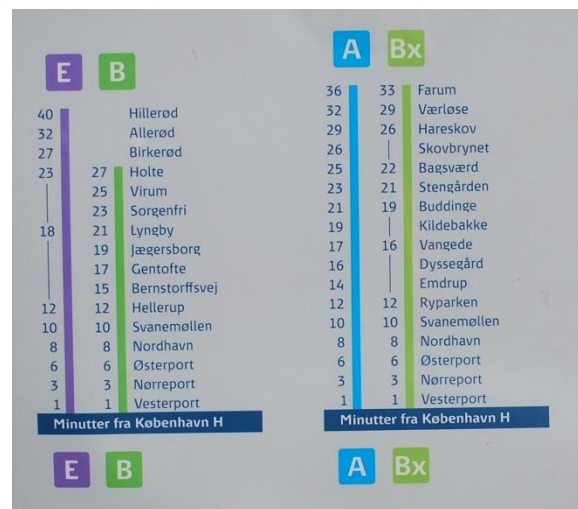 E B
40 Hillerød
32 Allerød
27 Birkerød
23 27 Holte
25 Virum
23 Sorgenfri
18 21 Lyngby
19 Jægersborg
17 Gentofte
15 Bernstorffsvej
12 12 Hellerup
10 10 Svanemøllen
8 8 Nordhavn
6 6 Østerport
3 3 Nørreport
1 1 Vesterport
Minutter fra København H
E B
A Bx
36 33 Farum
32 29 Værløse
29 26 Hareskov
26 Skovbrynet
25 22 Bagsværd
23 21 Stengården
21 19 Buddinge
19 Kildebakke
17 16 Vangede
16 Dyssegård
14 Emdrup
12 12 Ryparken
10 10 Svanemøllen
8 8 Nordhavn
6 6 Østerport
3 3 Nørreport
1 1 Vesterport
Minutter fra København H
A Bx